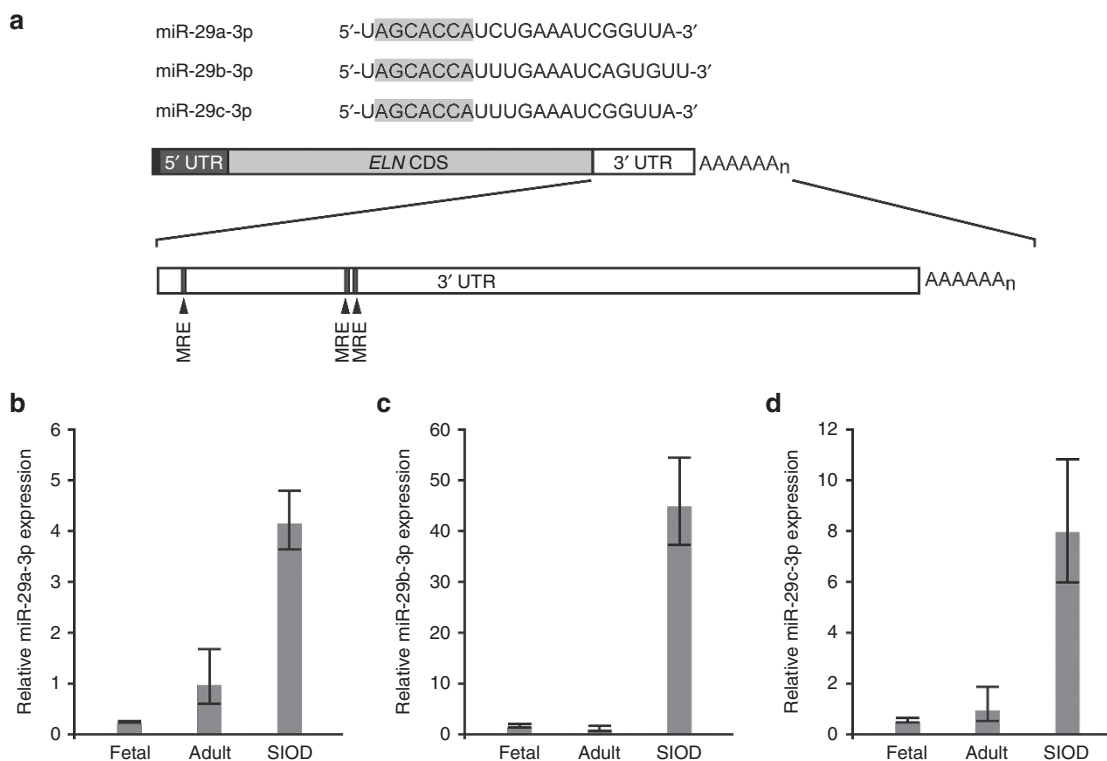 a
miR-29a-3p 5′-UAGCACCAUCUGAAAUCGGUUA-3′
miR-29b-3p 5′-UAGCACCAUUUGAAAUCAGUGUU-3′
miR-29c-3p 5′-UAGCACCAUUUGAAAUCGGUUA-3′
5′ UTR ELN CDS 3′ UTR AAAAAAn
3′ UTR AAAAAAn
MRE MRE MRE
b
Relative miR-29a-3p expression
6
5
4
3
2
1
0
Fetal Adult SIOD
c
Relative miR-29b-3p expression
60
50
40
30
20
10
0
Fetal Adult SIOD
d
Relative miR-29c-3p expression
12
10
8
6
4
2
0
Fetal Adult SIOD